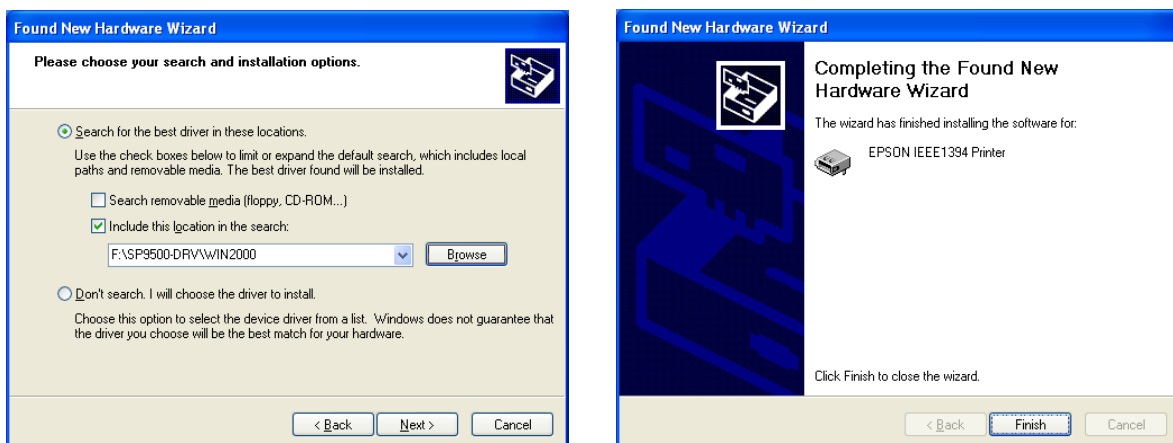 Found New Hardware Wizard
Please choose your search and installation options.
Search for the best driver in these locations.
Use the check boxes below to limit or expand the default search, which includes local
paths and removable media. The best driver found will be installed.
Search removable media (floppy, CD-ROM...)
Include this location in the search:
F:\SP9500-DRV\WIN2000
Browse
Don't search. I will choose the driver to install.
Choose this option to select the device driver from a list. Windows does not guarantee that
the driver you choose will be the best match for your hardware.
< Back Next > Cancel
Found New Hardware Wizard
Completing the Found New
Hardware Wizard
The wizard has finished installing the software for:
EPSON IEEE1394 Printer
Click Finish to close the wizard.
< Back Finish Cancel